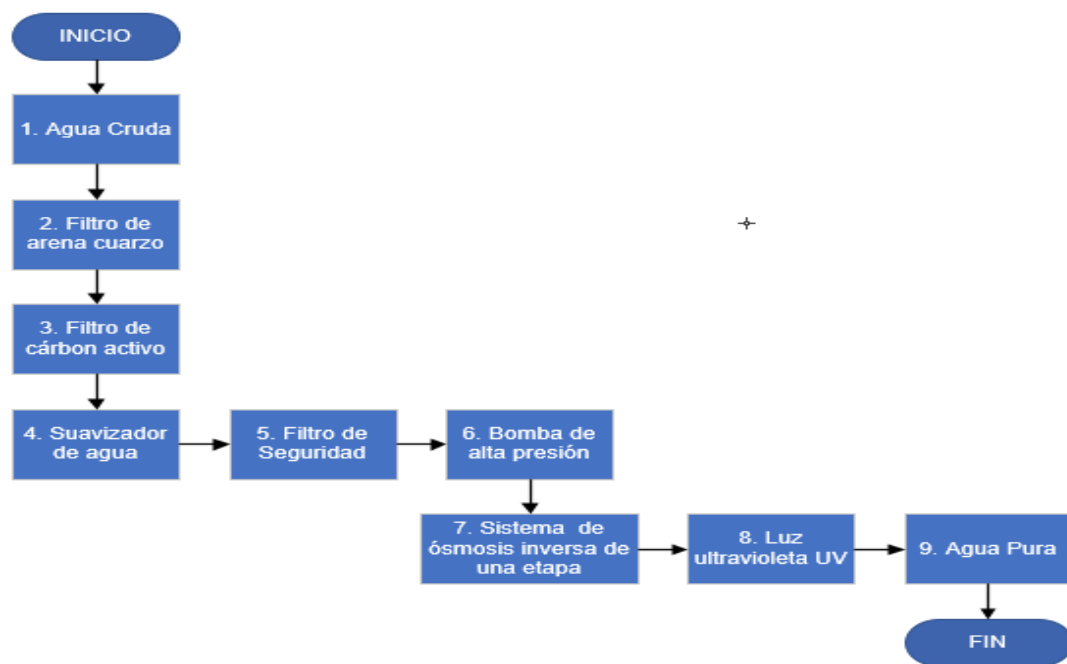 INICIO
1. Agua Cruda
2. Filtro de
arena cuarzo
3. Filtro de
cárbon activo
4. Suavizador
de agua
5. Filtro de
Seguridad
6. Bomba de
alta presión
7. Sistema de
ósmosis inversa de
una etapa
8. Luz
ultravioleta UV
9. Agua Pura
FIN